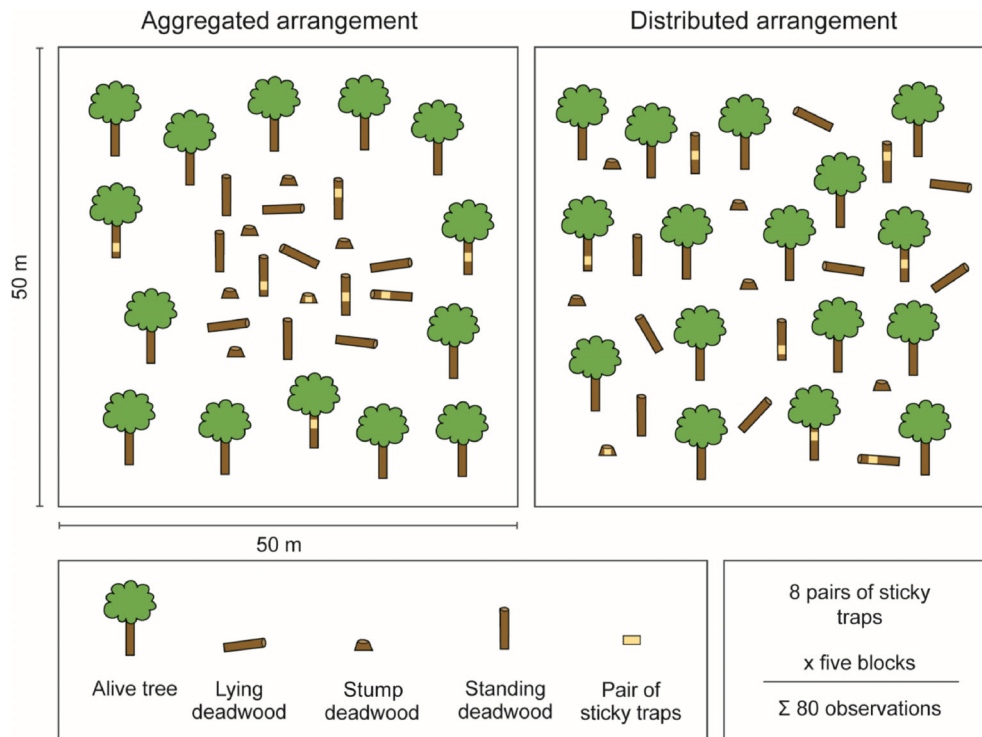 Aggregated arrangement
Distributed arrangement
50 m
50 m
Alive tree
Lying
deadwood
Stump
deadwood
Standing
deadwood
Pair of
sticky traps
8 pairs of sticky
traps
x five blocks
Σ 80 observations